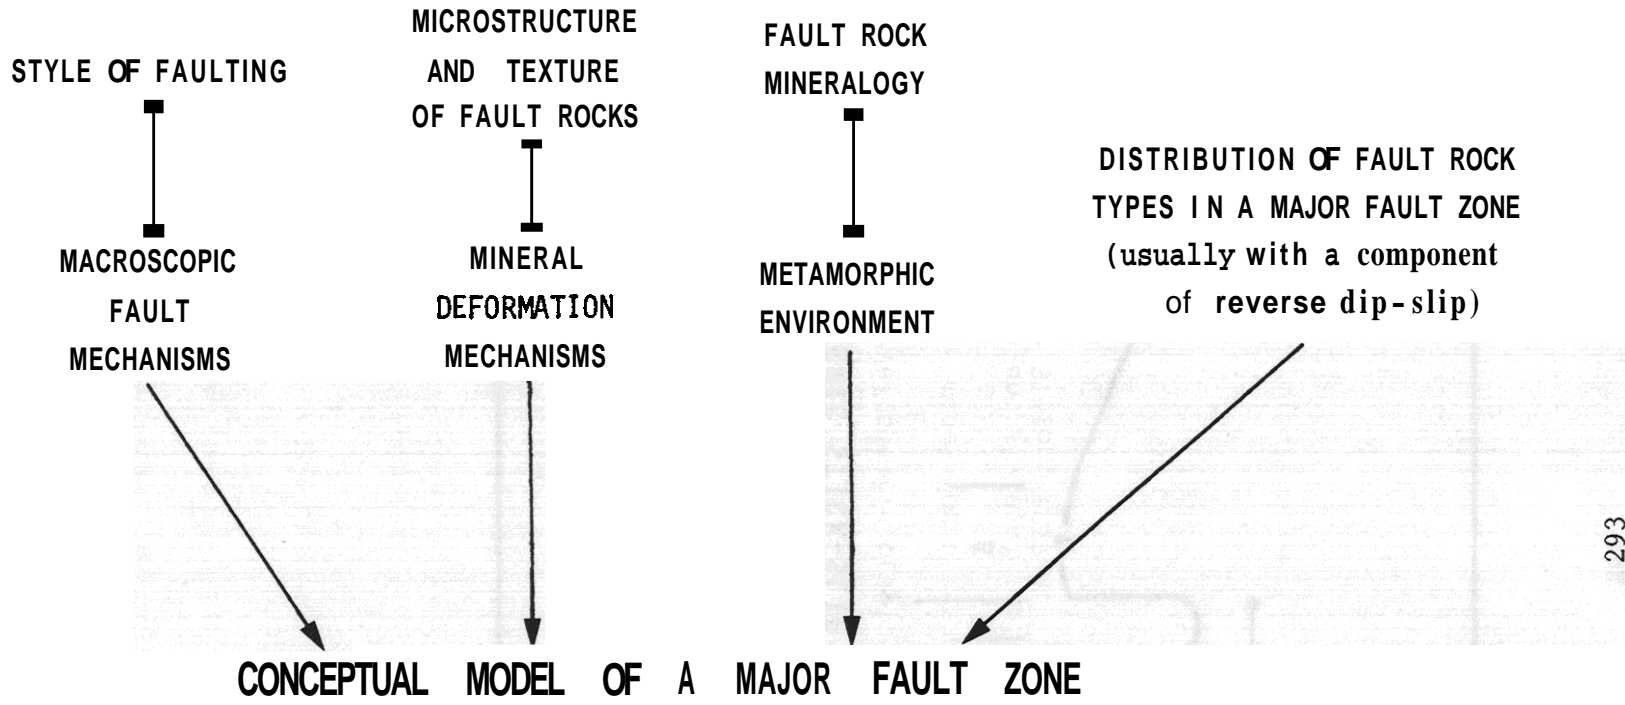 STYLE OF FAULTING
MACROSCOPIC
FAULT
MECHANISMS
MICROSTRUCTURE
AND TEXTURE
OF FAULT ROCKS
MINERAL
DEFORMATION
MECHANISMS
FAULT ROCK
MINERALOGY
METAMORPHIC
ENVIRONMENT
DISTRIBUTION OF FAULT ROCK
TYPES IN A MAJOR FAULT ZONE
(usually with a component
of reverse dip-slip)
CONCEPTUAL MODEL OF A MAJOR FAULT ZONE
293